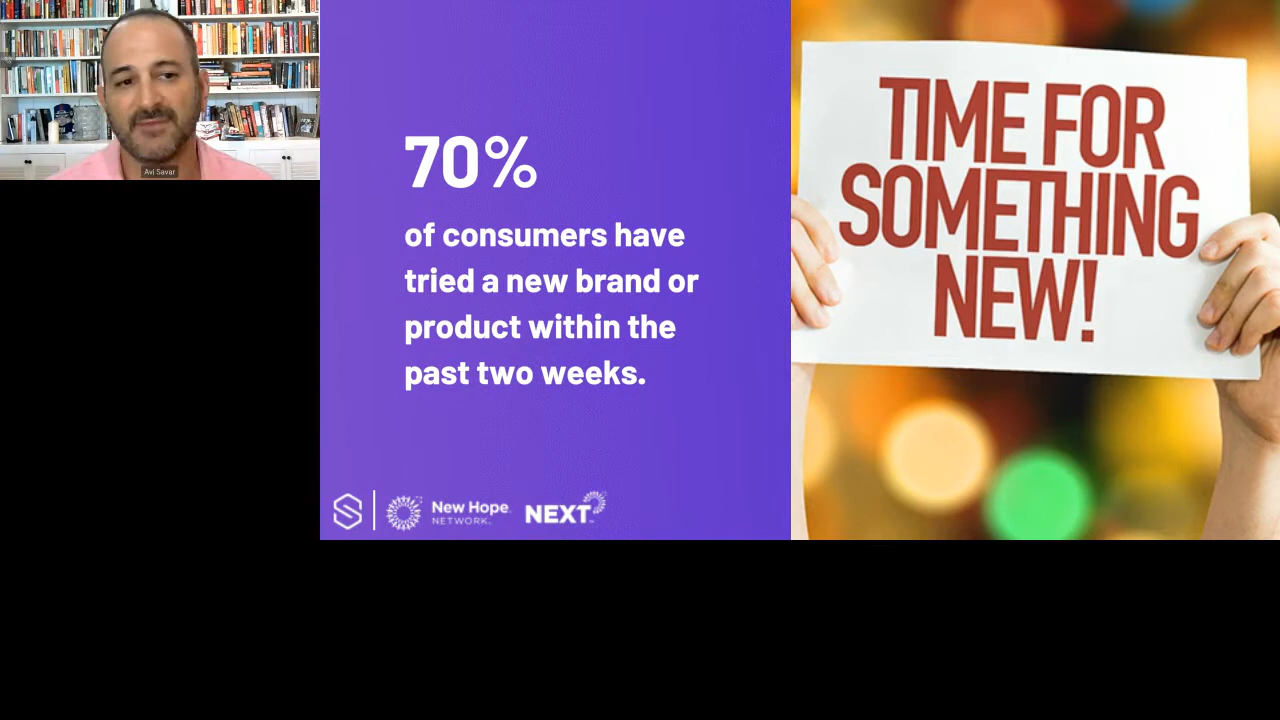 Avi Savar
70%
of consumers have
tried a new brand or
product within the
past two weeks.
New Hope
NETWORK
NEXT
TIME FOR
SOMETHING
NEW!